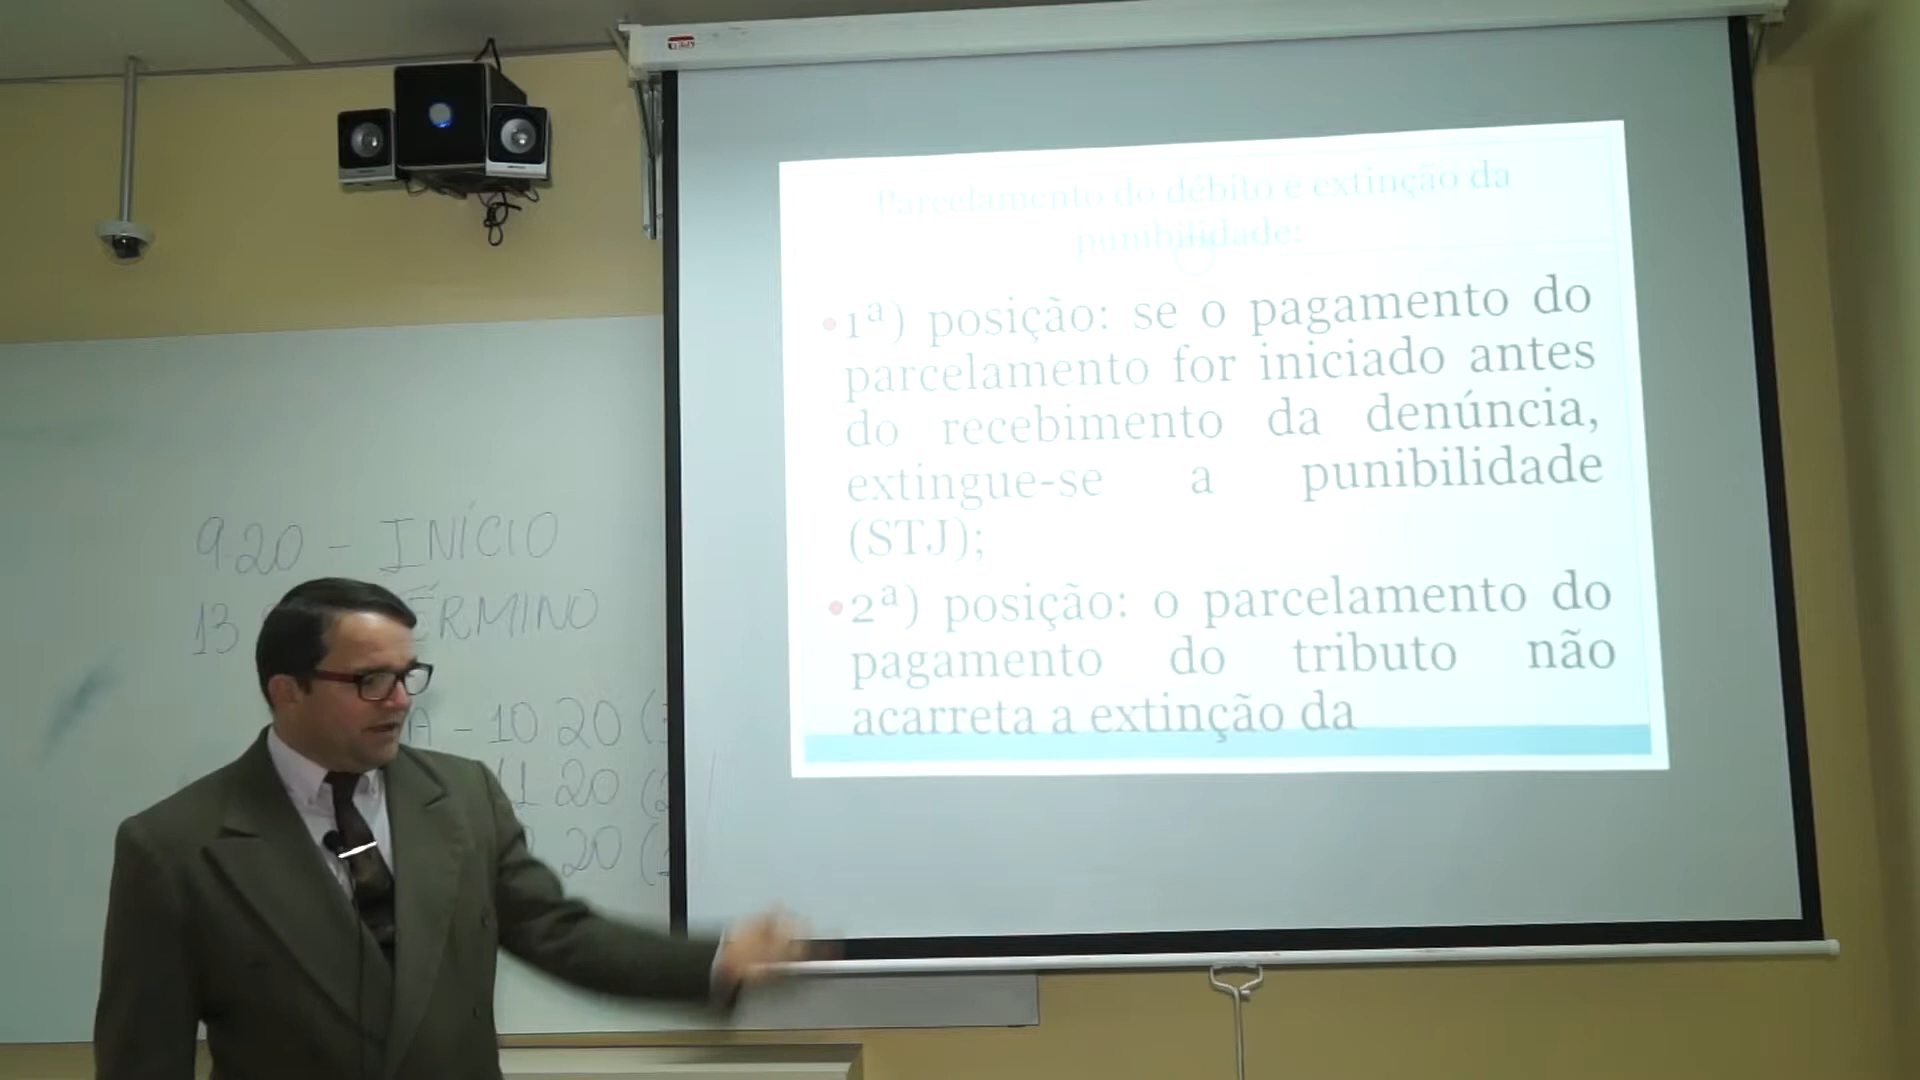 Parcelamento do débito e extinção da
punibilidade:
•1ª) posição: se o pagamento do
parcelamento for iniciado antes
do recebimento da denúncia,
extingue-se a punibilidade
(STJ);
•2ª) posição: o parcelamento do
pagamento do tributo não
acarreta a extinção da
9 20 - INÍCIO
13
ÉRMINO
A - 10 20 (
20 (2
20 (